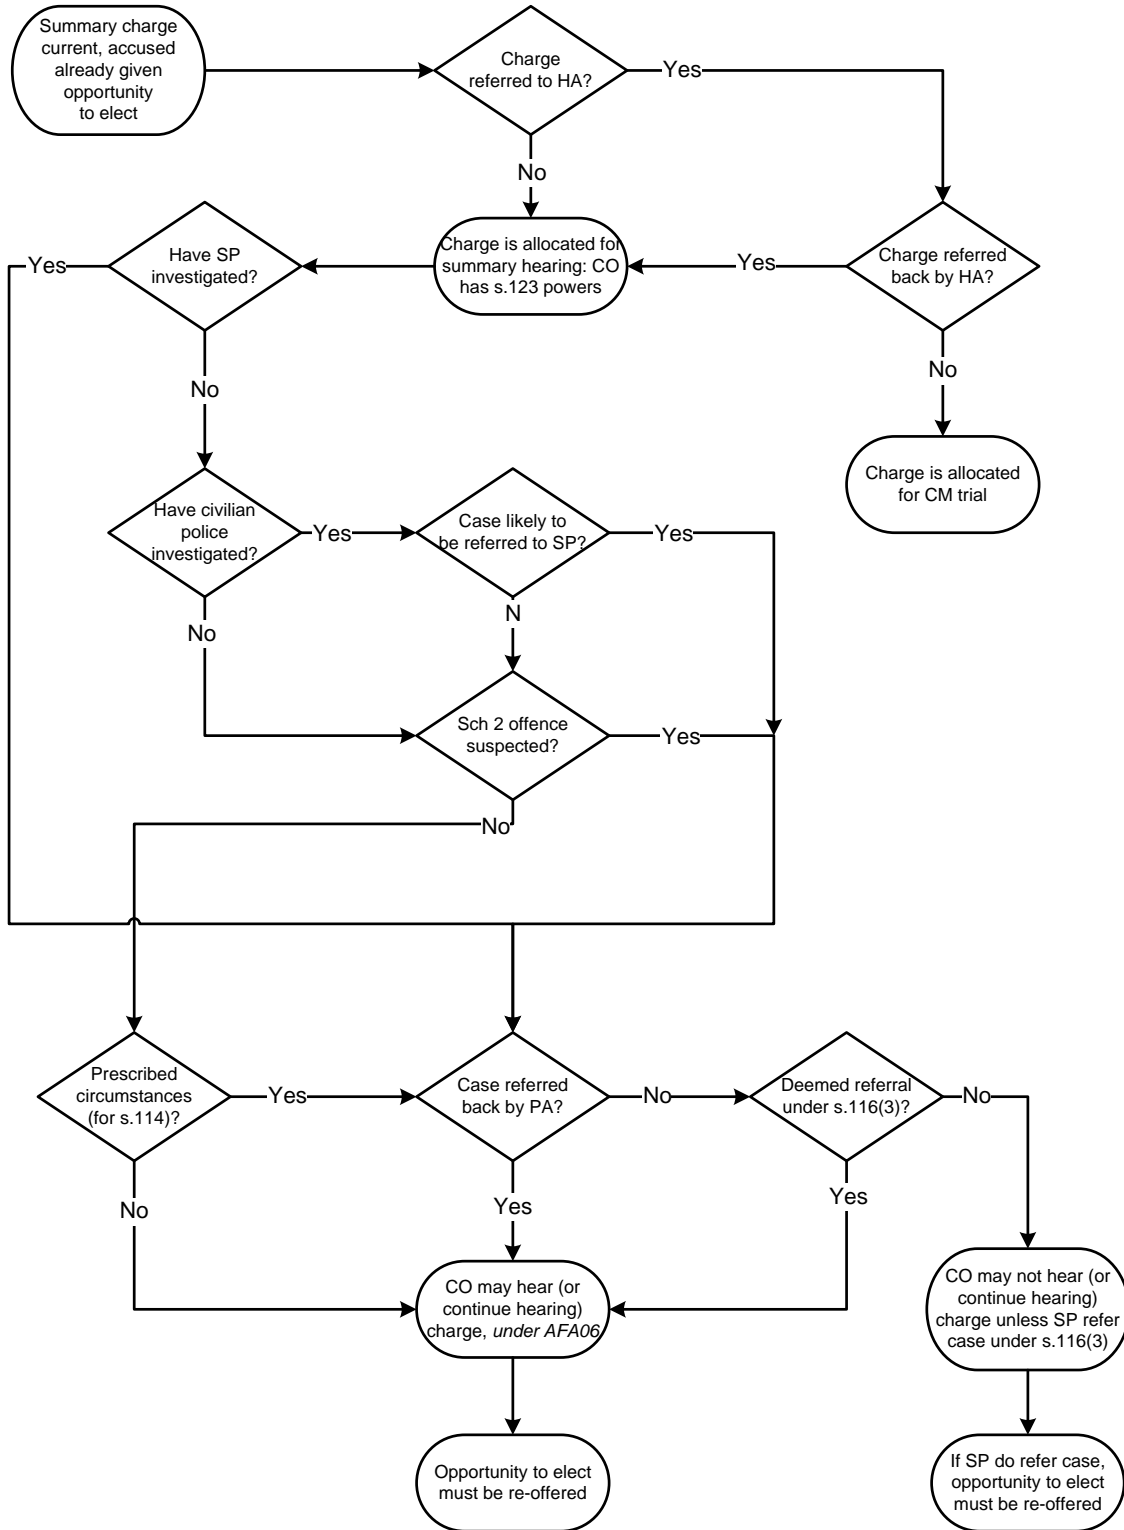 Summary charge
current, accused
already given
opportunity
to elect
Charge
referred to HA?
Yes
No
Have SP
investigated?
Yes
Charge is allocated for
summary hearing: CO
has s.123 powers
Yes
Charge referred
back by HA?
No
No
Charge is allocated
for CM trial
Have civilian
police
investigated?
Yes
Case likely to
be referred to SP?
Yes
No
N
Sch 2 offence
suspected?
Yes
No
Prescribed
circumstances
(for s.114)?
Yes
Case referred
back by PA?
No
Deemed referral
under s.116(3)?
No
No
Yes
Yes
CO may hear (or
continue hearing)
charge, under AFA06
CO may not hear (or
continue hearing)
charge unless SP refer
case under s.116(3)
Opportunity to elect
must be re-offered
If SP do refer case,
opportunity to elect
must be re-offered